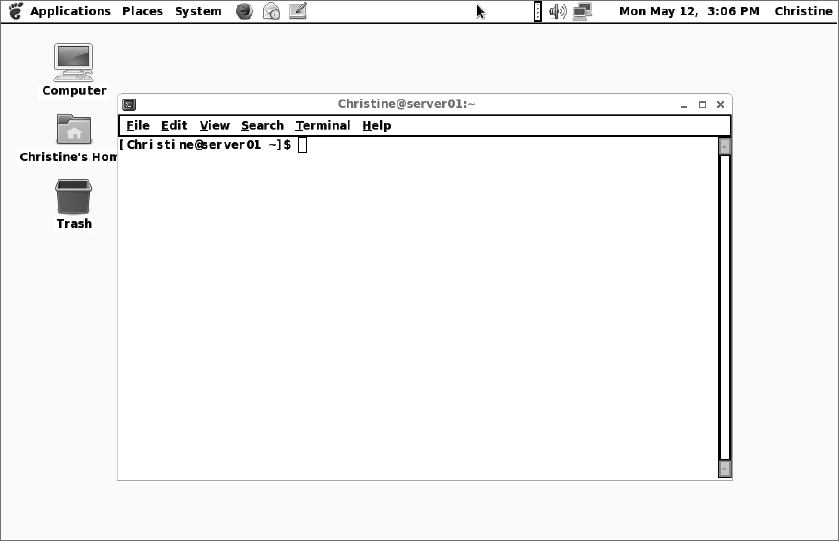 Applications Places System Mon May 12, 3:06 PM Christine
Computer
Christine@server01:~
File Edit View Search Terminal Help
[Christine@server01 ~]$
Christine's Hom
Trash